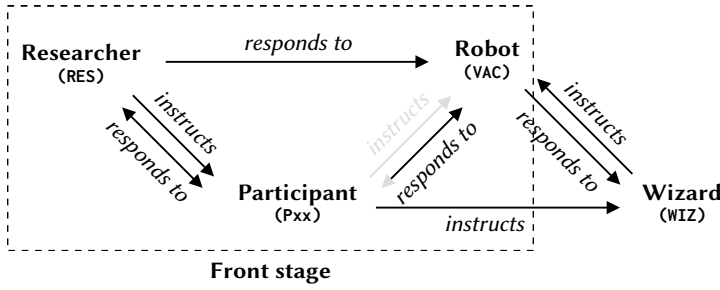 Researcher
(RES)
responds to
Robot
(VAC)
instructs
responds to
instructs
responds to
instructs
responds to
Participant
(Pxx)
instructs
Wizard
(WIZ)
Front stage